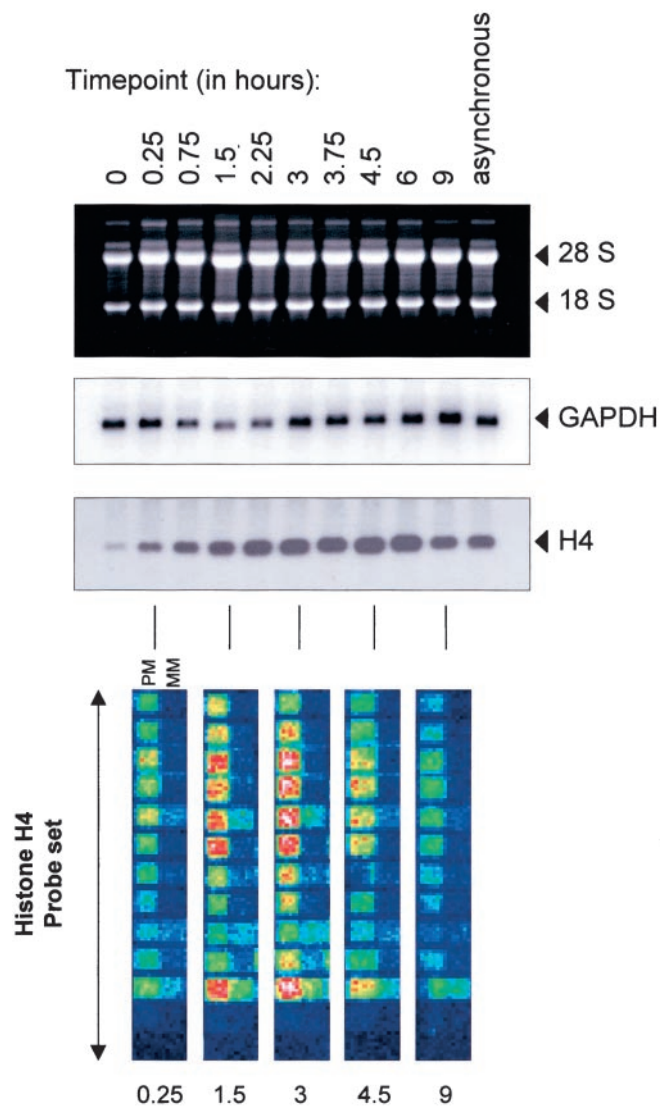 Timepoint (in hours):
0 0.25 0.75 1.5 2.25 3 3.75 4.5 6 9 asynchronous
28 S
18 S
GAPDH
H4
PM MM
Histone H4
Probe set
0.25 1.5 3 4.5 9